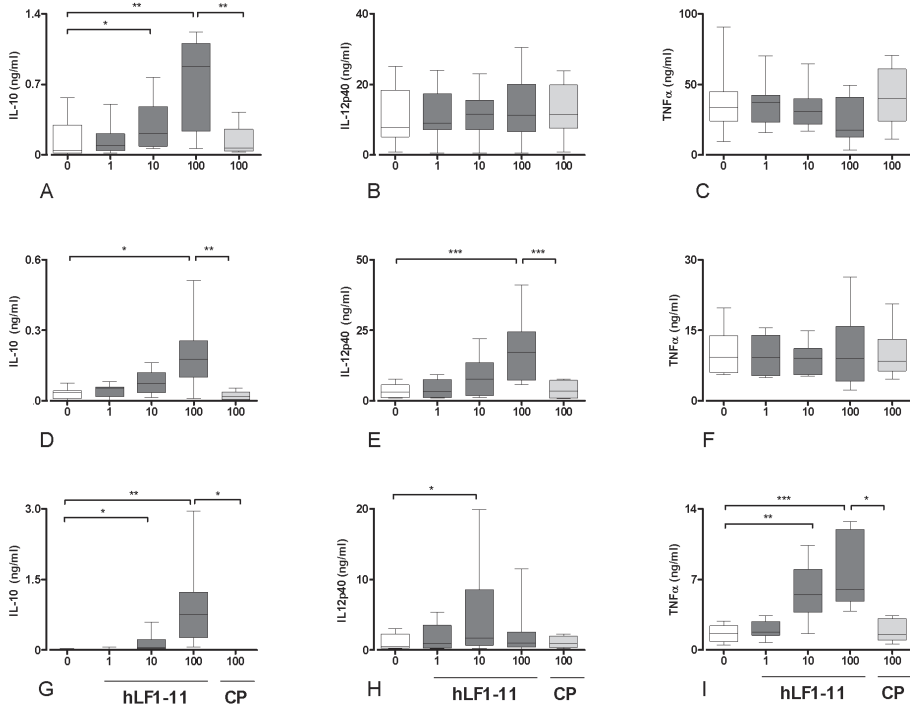 ** **
*
1.4
0.7
0
IL-10 (ng/ml)
0 1 10 100 100
A
40
20
0
IL-12p40 (ng/ml)
0 1 10 100 100
B
100
50
0
TNFα (ng/ml)
0 1 10 100 100
C
* **
0.6
0.3
0
IL-10 (ng/ml)
0 1 10 100 100
D
*** ***
50
25
0
IL-12p40 (ng/ml)
0 1 10 100 100
E
30
15
0
TNFα (ng/ml)
0 1 10 100 100
F
** *
*
3.0
1.5
0
IL-10 (ng/ml)
0 1 10 100 100
G hLF1-11 CP
*
20
10
0
IL12p40 (ng/ml)
0 1 10 100 100
H hLF1-11 CP
*** *
**
14
7
0
TNFα (ng/ml)
0 1 10 100 100
I hLF1-11 CP